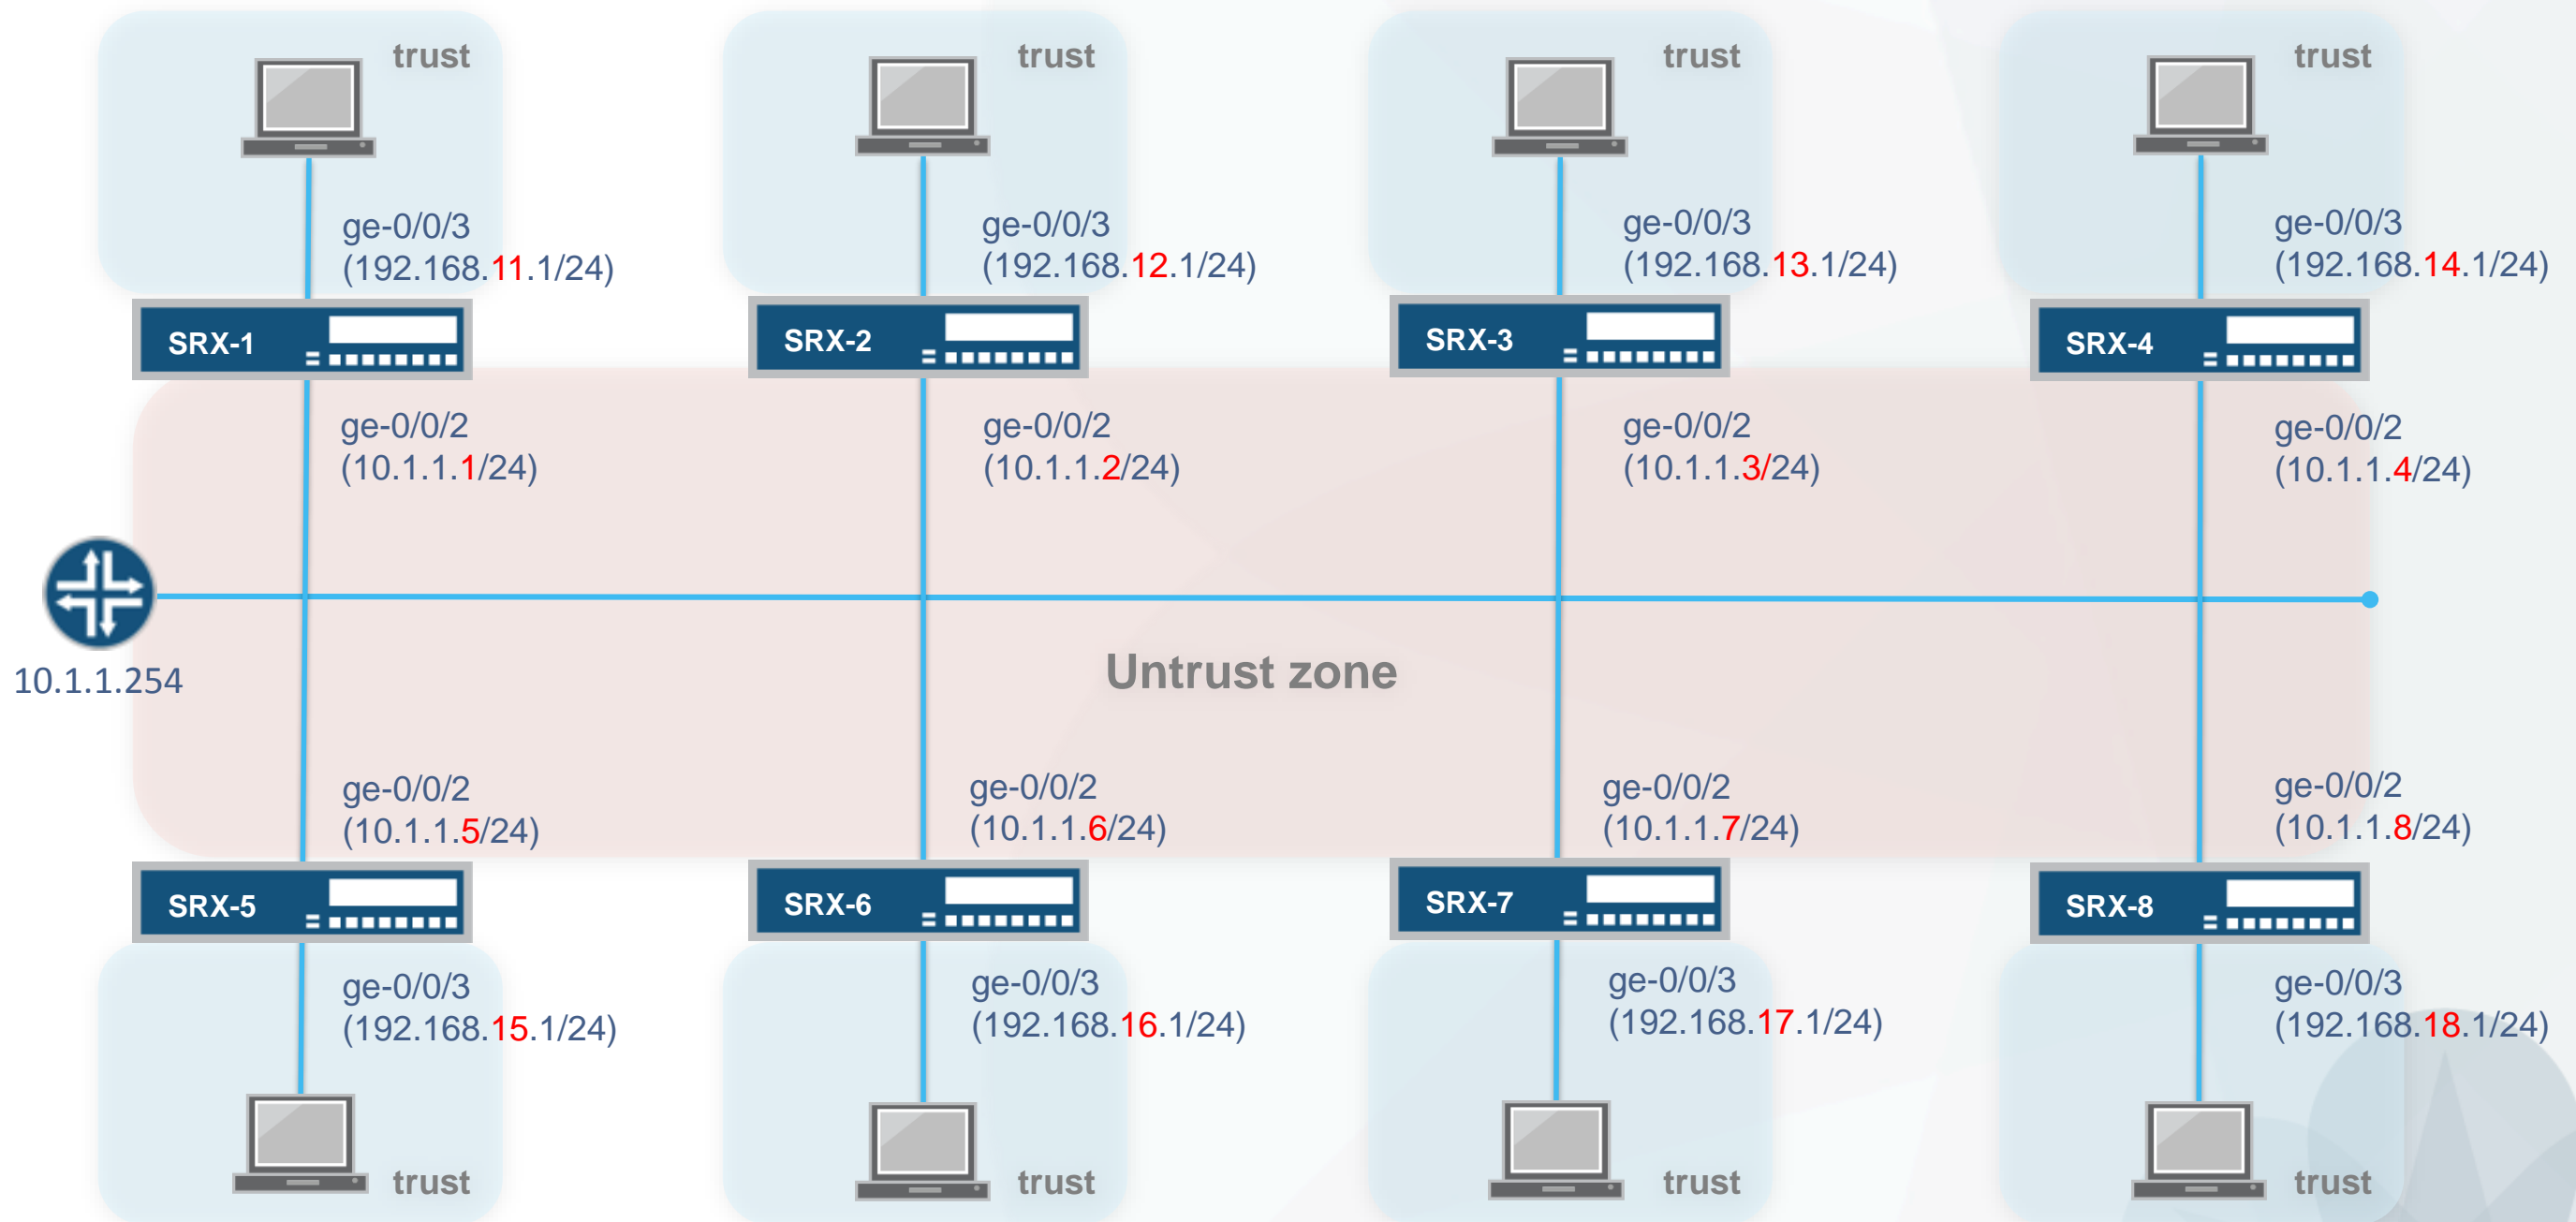 trust
trust
trust
trust
ge-0/0/3
(192.168.11.1/24)
ge-0/0/3
(192.168.12.1/24)
ge-0/0/3
(192.168.13.1/24)
ge-0/0/3
(192.168.14.1/24)
SRX-1
SRX-2
SRX-3
SRX-4
ge-0/0/2
(10.1.1.1/24)
ge-0/0/2
(10.1.1.2/24)
ge-0/0/2
(10.1.1.3/24)
ge-0/0/2
(10.1.1.4/24)
10.1.1.254
Untrust zone
ge-0/0/2
(10.1.1.5/24)
ge-0/0/2
(10.1.1.6/24)
ge-0/0/2
(10.1.1.7/24)
ge-0/0/2
(10.1.1.8/24)
SRX-5
SRX-6
SRX-7
SRX-8
ge-0/0/3
(192.168.15.1/24)
ge-0/0/3
(192.168.16.1/24)
ge-0/0/3
(192.168.17.1/24)
ge-0/0/3
(192.168.18.1/24)
trust
trust
trust
trust